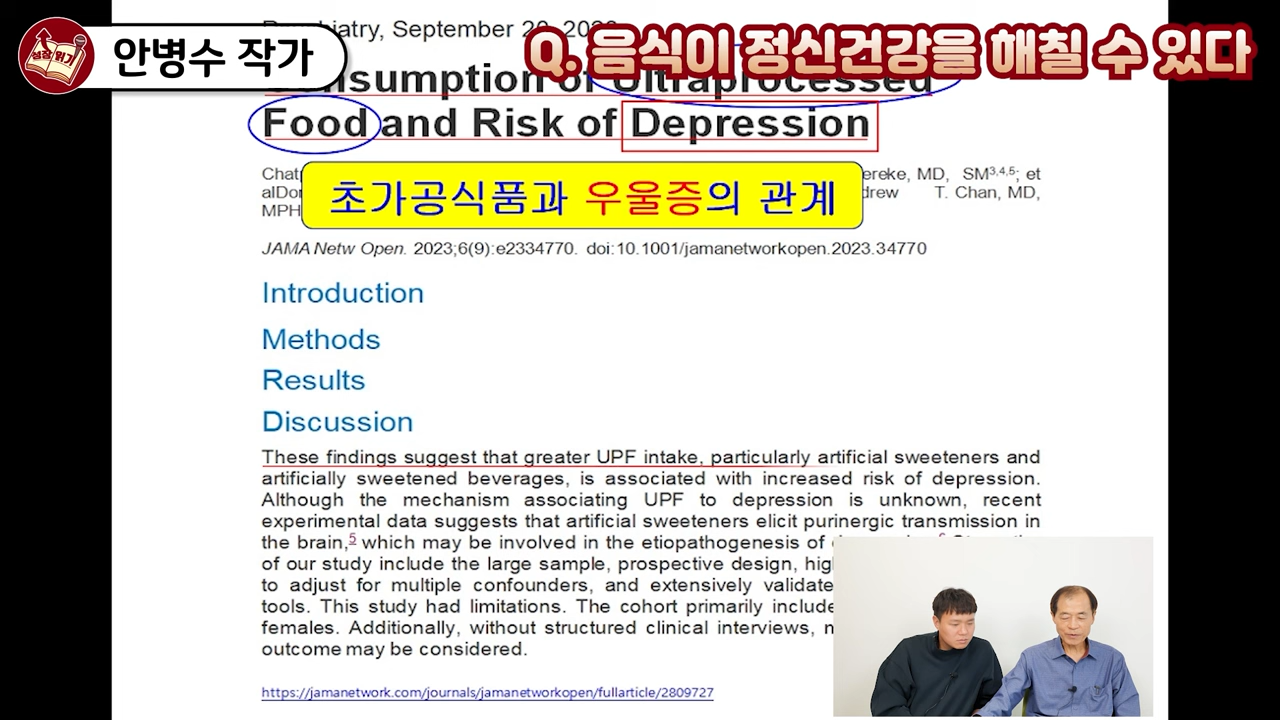 성장 읽기
안병수 작가
Q. 음식이 정신건강을 해칠 수 있다
September 20,
Consumption of Ultraprocessed
Food and Risk of Depression
MD, SM3,4,5; et
T. Chan, MD,
MPH
초가공식품과 우울증의 관계
JAMA Netw Open. 2023;6(9):e2334770. doi:10.1001/jamanetworkopen.2023.34770
Introduction
Methods
Results
Discussion
These findings suggest that greater UPF intake, particularly artificial sweeteners and
artificially sweetened beverages, is associated with increased risk of depression.
Although the mechanism associating UPF to depression is unknown, recent
experimental data suggests that artificial sweeteners elicit purinergic transmission in
the brain,5 which may be involved in the etiopathogenesis of
of our study include the large sample, prospective design,
to adjust for multiple confounders, and extensively
tools. This study had limitations. The cohort primarily
females. Additionally, without structured clinical interviews,
outcome may be considered.
https://jamanetwork.com/journals/jamanetworkopen/fullarticle/2809727